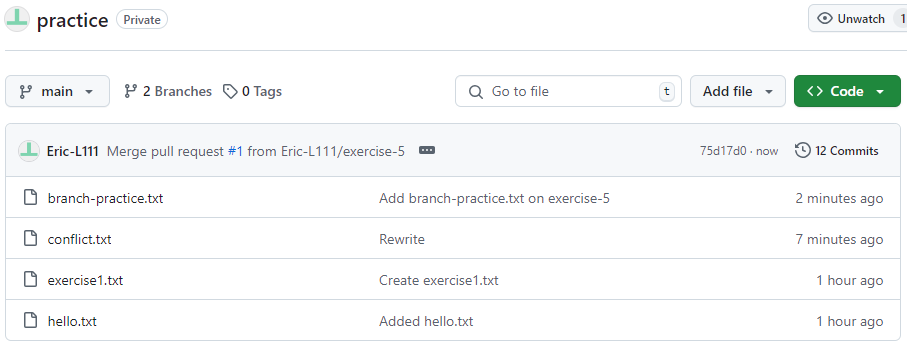 practice Private Unwatch 1
main 2 Branches 0 Tags Go to file t Add file <> Code
Eric-L111 Merge pull request #1 from Eric-L111/exercise-5 75d17d0 · now 12 Commits
branch-practice.txt Add branch-practice.txt on exercise-5 2 minutes ago
conflict.txt Rewrite 7 minutes ago
exercise1.txt Create exercise1.txt 1 hour ago
hello.txt Added hello.txt 1 hour ago